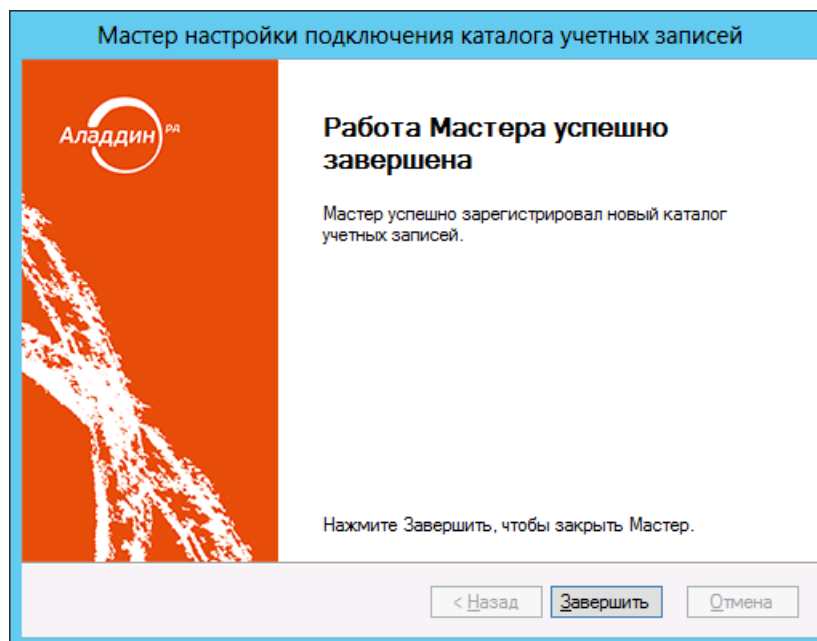 Мастер настройки подключения каталога учетных записей
Аладдин РД
Работа Мастера успешно
завершена
Мастер успешно зарегистрировал новый каталог
учетных записей.
Нажмите Завершить, чтобы закрыть Мастер.
< Назад Завершить Отмена